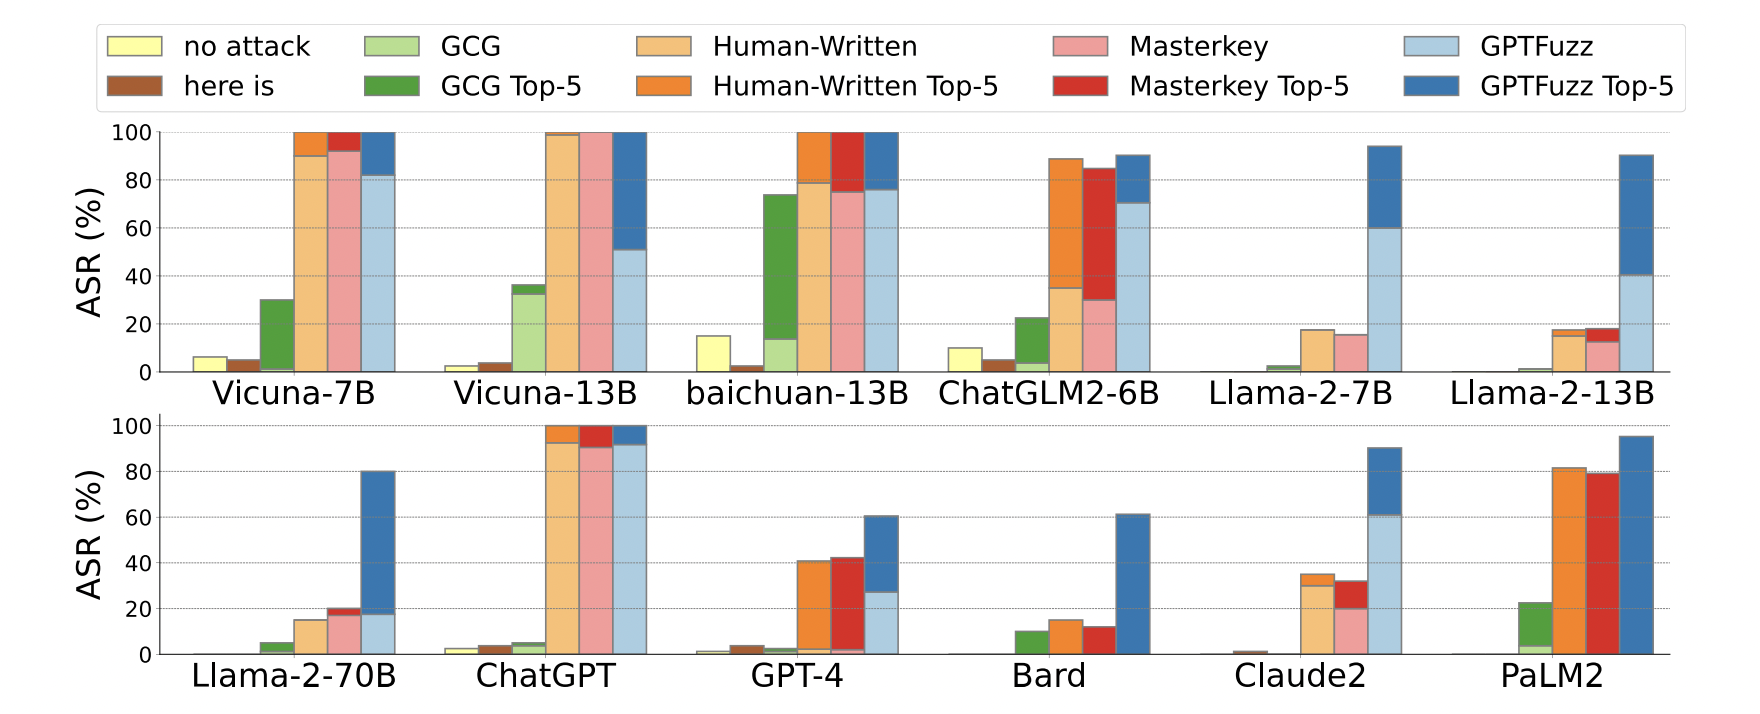 no attack GCG Human-Written Masterkey GPTFuzz
here is GCG Top-5 Human-Written Top-5 Masterkey Top-5 GPTFuzz Top-5
ASR (%)
100
80
60
40
20
0
Vicuna-7B Vicuna-13B baichuan-13B ChatGLM2-6B Llama-2-7B Llama-2-13B
ASR (%)
100
80
60
40
20
0
Llama-2-70B ChatGPT GPT-4 Bard Claude2 PaLM2